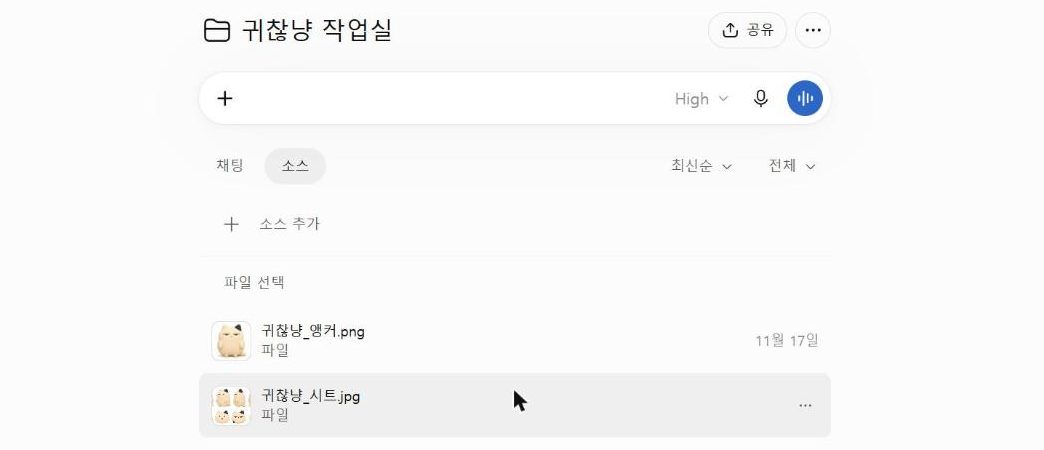 귀찮냥 작업실
공유
High
채팅
소스
최신순
전체
소스 추가
파일 선택
귀찮냥_앵커.png
파일
11월 17일
귀찮냥_시트.jpg
파일